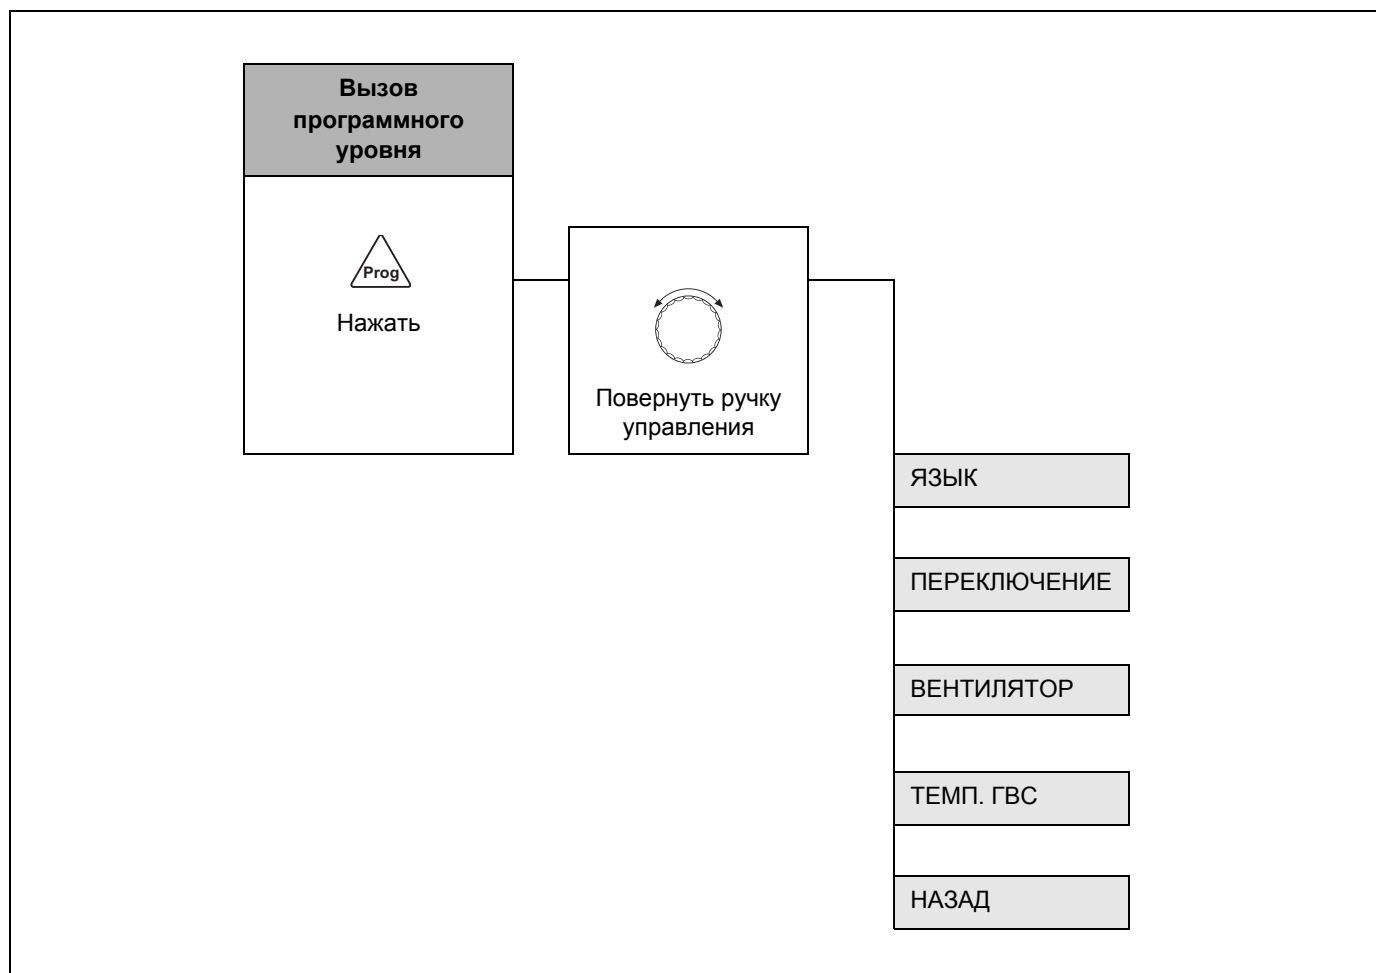 Вызов
программного
уровня
Prog
Нажать
Повернуть ручку
управления
ЯЗЫК
ПЕРЕКЛЮЧЕНИЕ
ВЕНТИЛЯТОР
ТЕМП. ГВС
НАЗАД